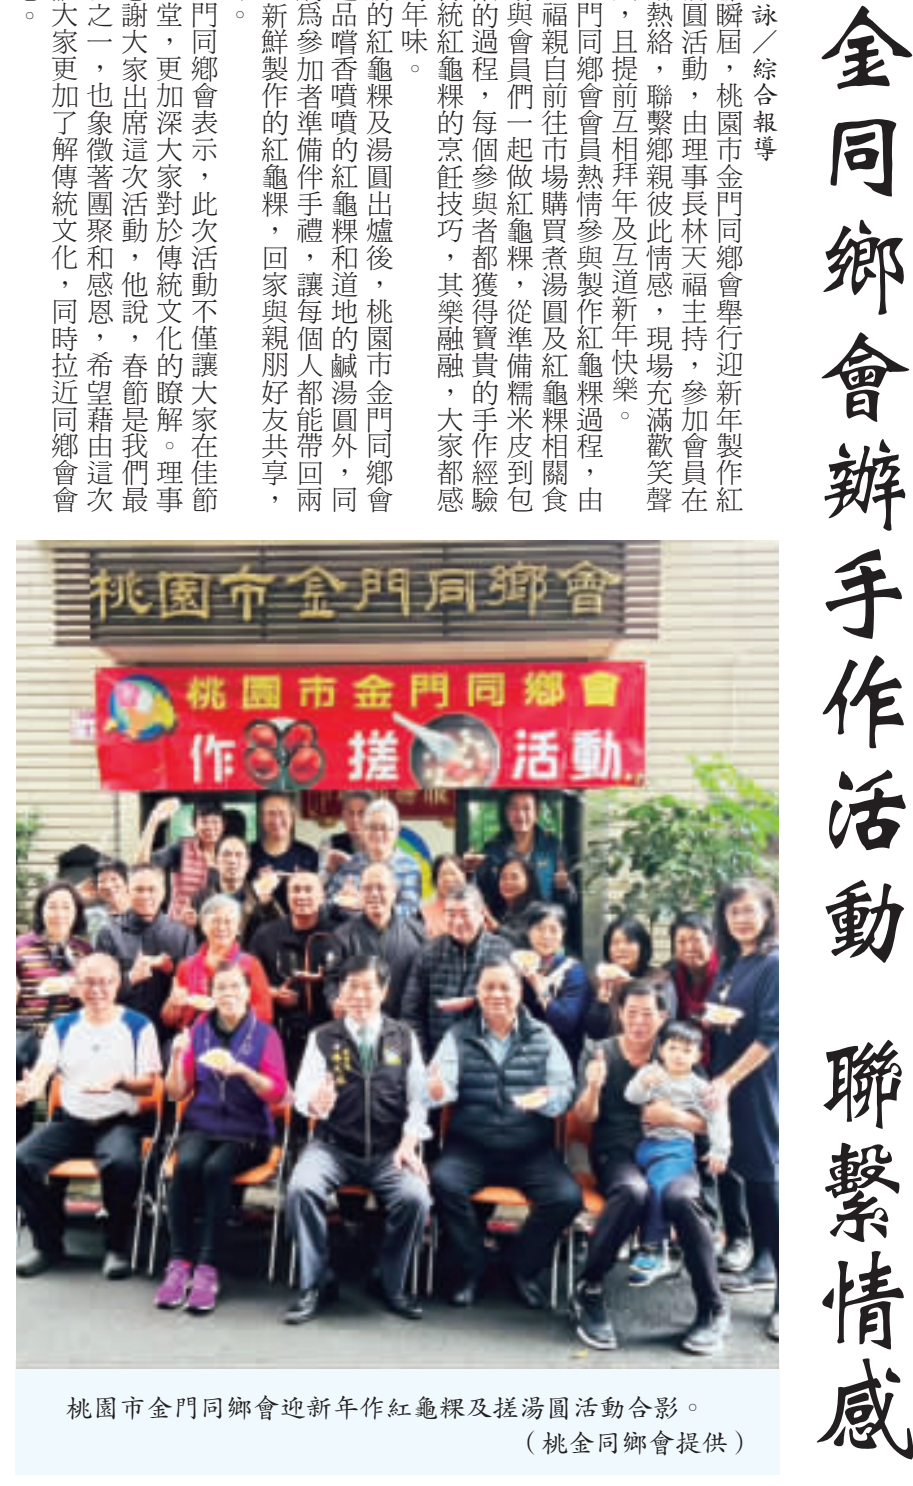 金同鄉會辦手作活動　聯繫情感
詠／綜合報導
瞬屆，桃園市金門同鄉會舉行迎新年製作紅
圓活動，由理事長林天福主持，參加會員在
熱絡，聯繫鄉親彼此情感，現場充滿歡笑聲
，且提前互相拜年及互道新年快樂。
門同鄉會會員熱情參與製作紅龜粿過程，由
福親自前往市場購買煮湯圓及紅龜粿相關食
與會員們一起做紅龜粿，從準備糯米皮到包
的過程，每個參與者都獲得寶貴的手作經驗
統紅龜粿的烹飪技巧，其樂融融，大家都感
年味。
的紅龜粿及湯圓出爐後，桃園市金門同鄉會
品嚐香噴噴的紅龜粿和道地的鹹湯圓外，同
為參加者準備伴手禮，讓每個人都能帶回兩
新鮮製作的紅龜粿，回家與親朋好友共享，
。
門同鄉會表示，此次活動不僅讓大家在佳節
堂，更加深大家對於傳統文化的瞭解。理事
謝大家出席這次活動，他說，春節是我們最
之一，也象徵著團聚和感恩，希望藉由這次
大家更加了解傳統文化，同時拉近同鄉會會
。
桃園市金門同鄉會
桃園市金門同鄉會
作 搓 活動
桃園市金門同鄉會迎新年作紅龜粿及搓湯圓活動合影。
（桃金同鄉會提供）